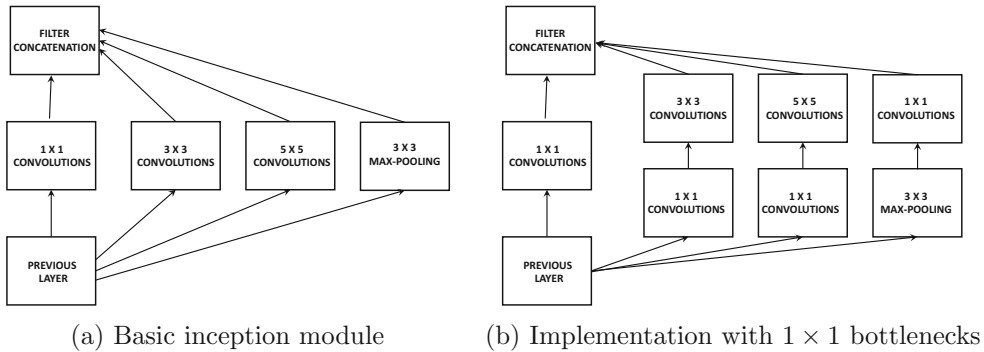 FILTER
CONCATENATION
1 X 1
CONVOLUTIONS
3 X 3
CONVOLUTIONS
5 X 5
CONVOLUTIONS
3 X 3
MAX-POOLING
PREVIOUS
LAYER
(a) Basic inception module
FILTER
CONCATENATION
3 X 3
CONVOLUTIONS
5 X 5
CONVOLUTIONS
1 X 1
CONVOLUTIONS
1 X 1
CONVOLUTIONS
1 X 1
CONVOLUTIONS
1 X 1
CONVOLUTIONS
3 X 3
MAX-POOLING
PREVIOUS
LAYER
(b) Implementation with 1 × 1 bottlenecks